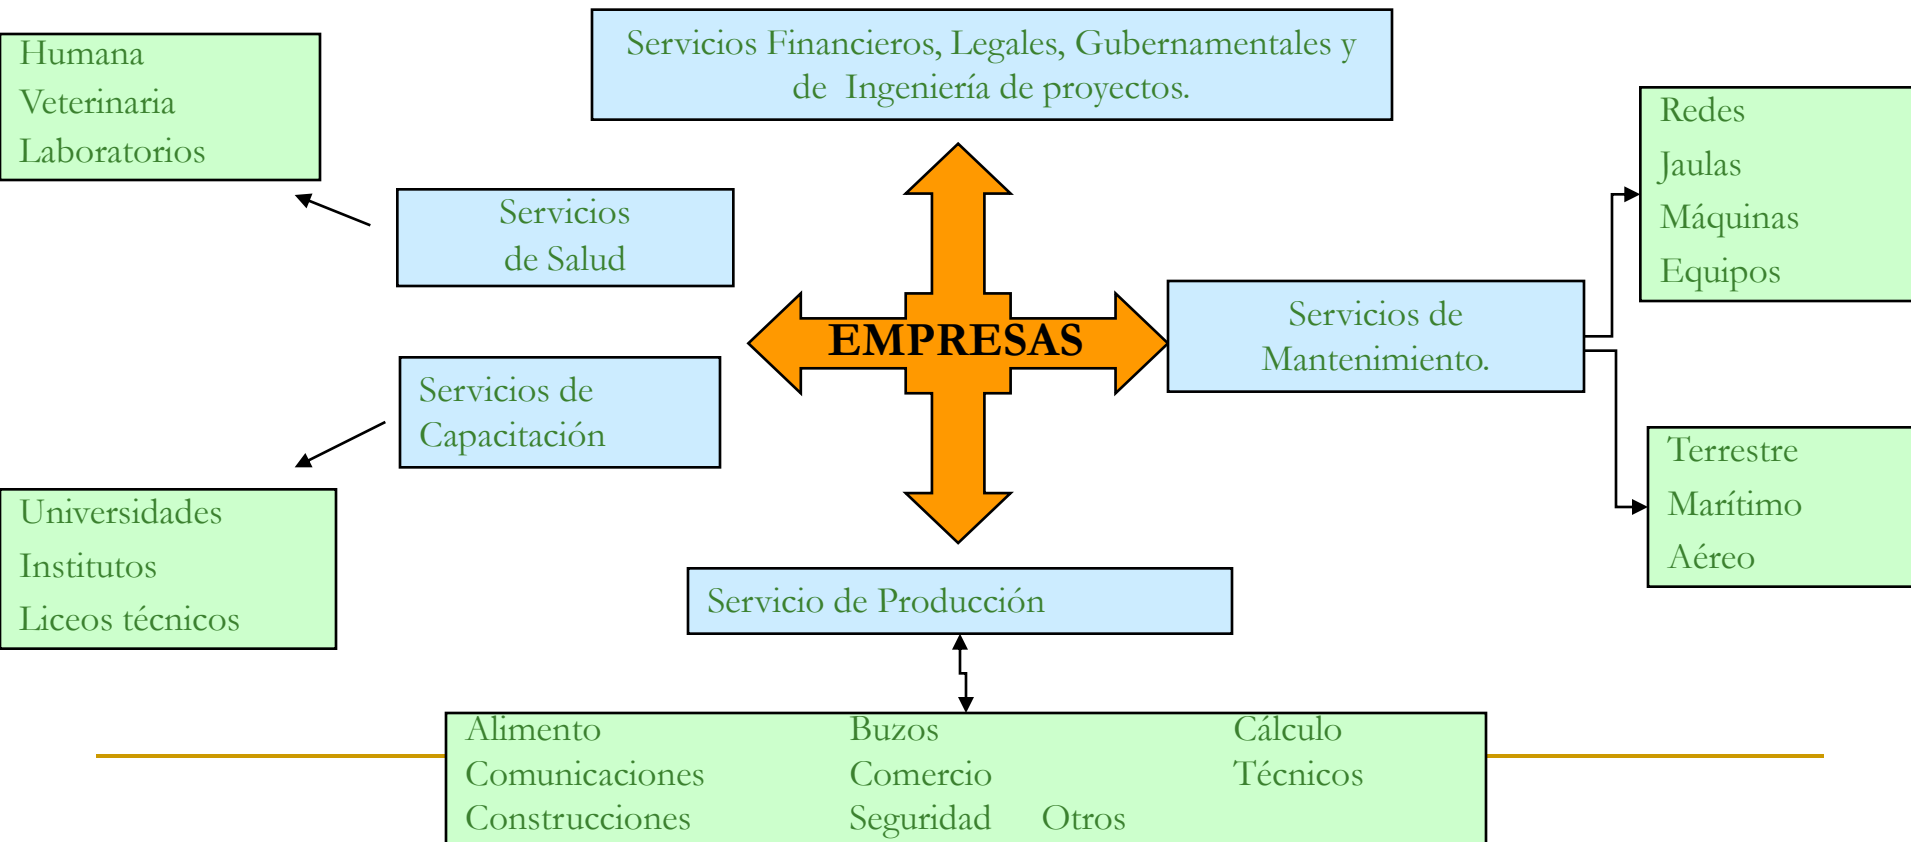 Servicios Financieros, Legales, Gubernamentales y
de Ingeniería de proyectos.
Humana
Veterinaria
Laboratorios
Servicios
de Salud
Redes
Jaulas
Máquinas
Equipos
EMPRESAS
Servicios de
Mantenimiento.
Servicios de
Capacitación
Terrestre
Marítimo
Aéreo
Universidades
Institutos
Liceos técnicos
Servicio de Producción
Alimento Buzos Cálculo
Comunicaciones Comercio Técnicos
Construcciones Seguridad Otros